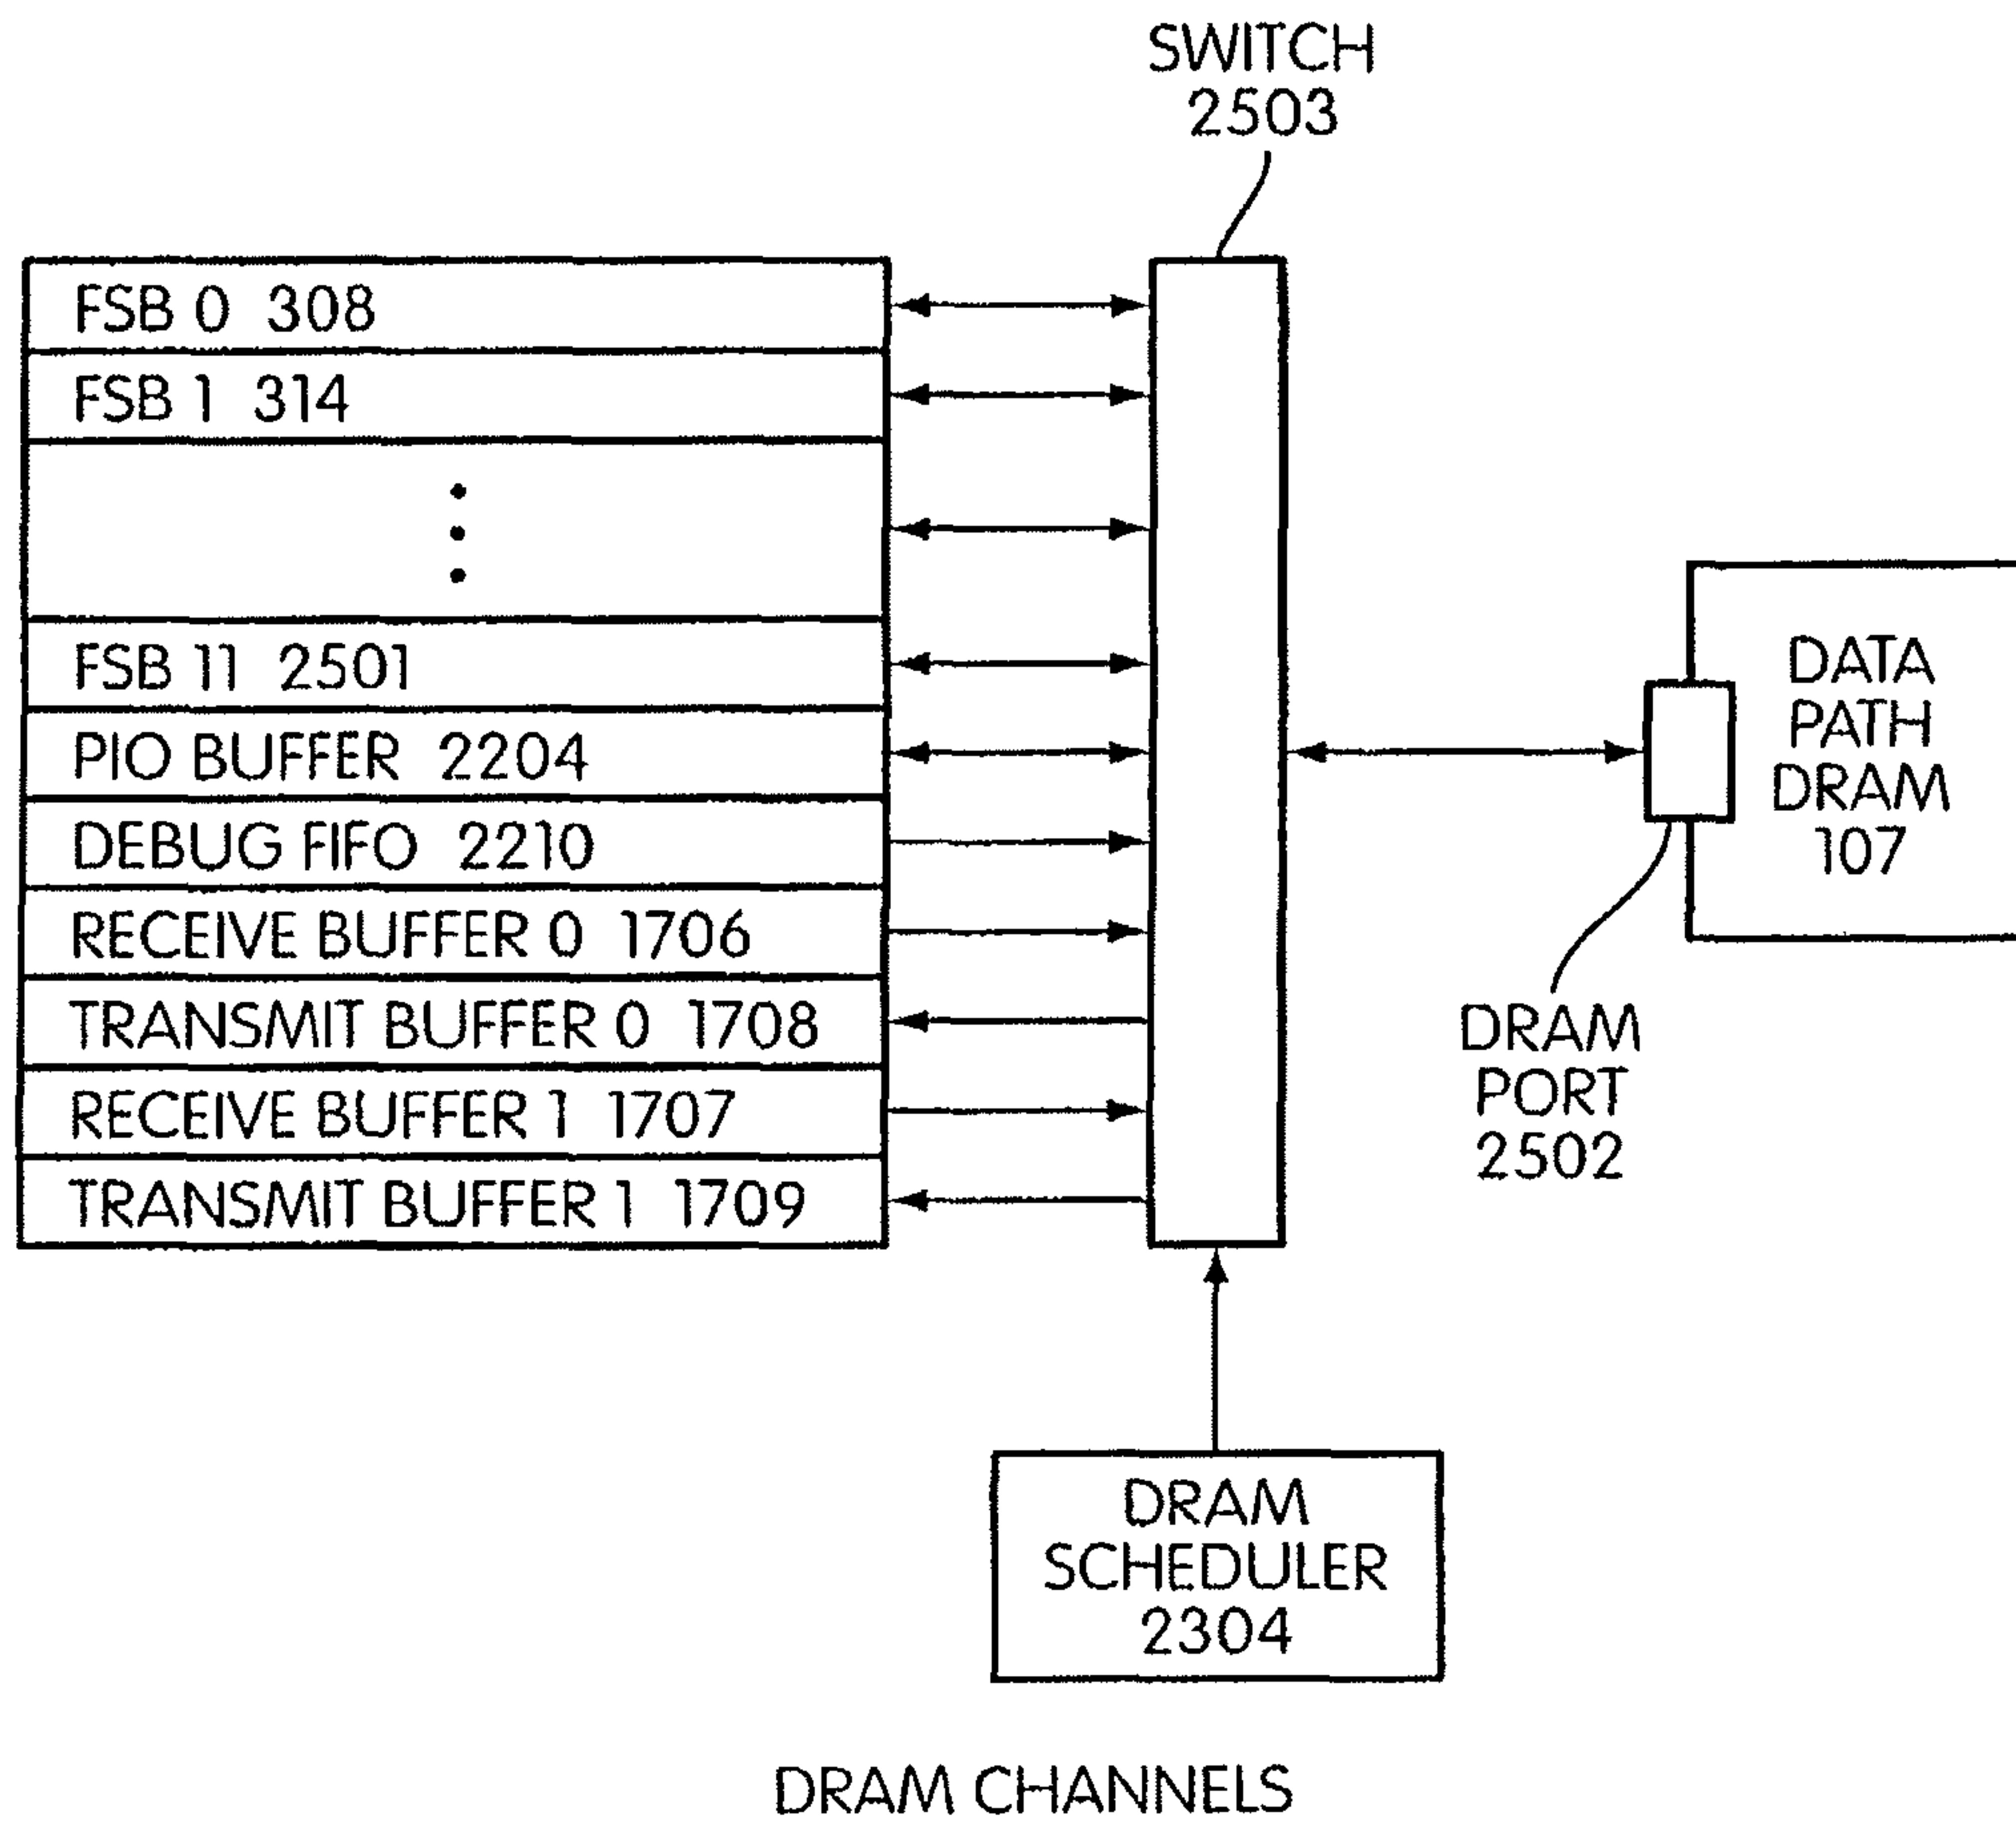 SWITCH
2503
FSB 0 308
FSB 1 314
FSB 11 2501
PIO BUFFER 2204
DEBUG FIFO 2210
RECEIVE BUFFER 0 1706
TRANSMIT BUFFER 0 1708
RECEIVE BUFFER 1 1707
TRANSMIT BUFFER 1 1709
DATA
PATH
DRAM
107
DRAM
PORT
2502
DRAM
SCHEDULER
2304
DRAM CHANNELS